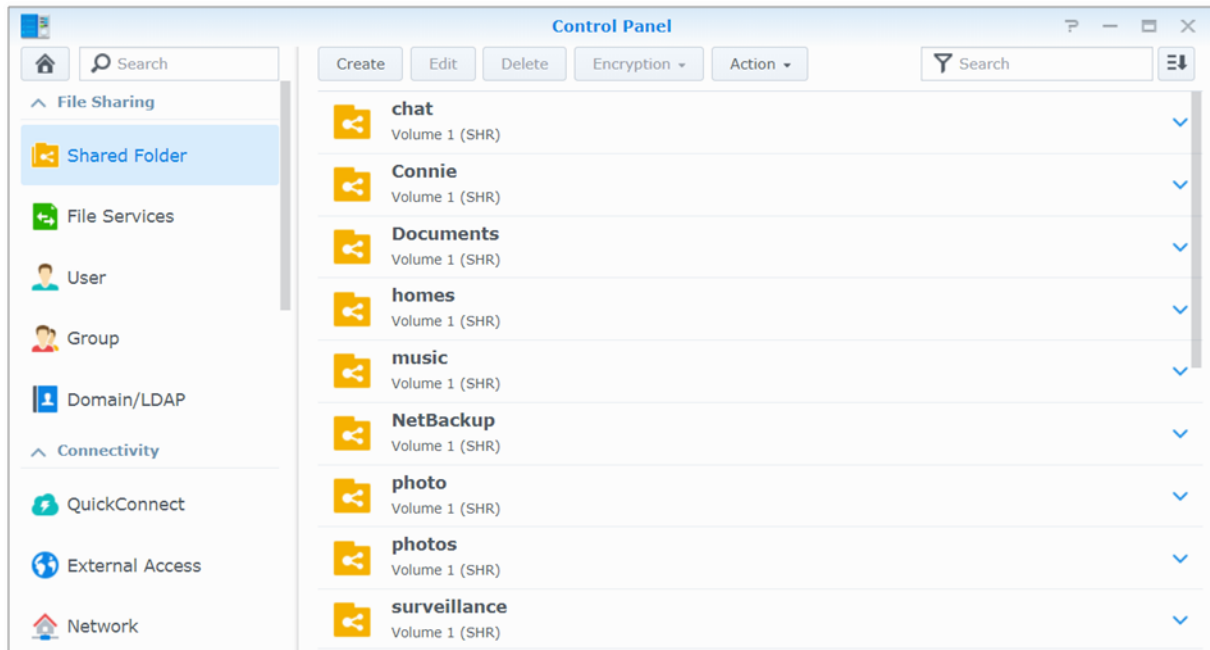 Control Panel
Search
File Sharing
Shared Folder
File Services
User
Group
Domain/LDAP
Connectivity
QuickConnect
External Access
Network
Create Edit Delete Encryption Action Search
chat
Volume 1 (SHR)
Connie
Volume 1 (SHR)
Documents
Volume 1 (SHR)
homes
Volume 1 (SHR)
music
Volume 1 (SHR)
NetBackup
Volume 1 (SHR)
photo
Volume 1 (SHR)
photos
Volume 1 (SHR)
surveillance
Volume 1 (SHR)